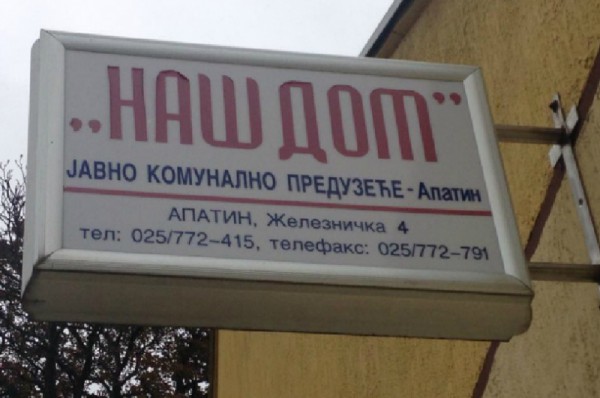 „НАШ ДОМ”
ЈАВНО КОМУНАЛНО ПРЕДУЗЕЋЕ-Апатин
АПАТИН, Железничка 4
тел: 025/772-415, телефакс: 025/772-791